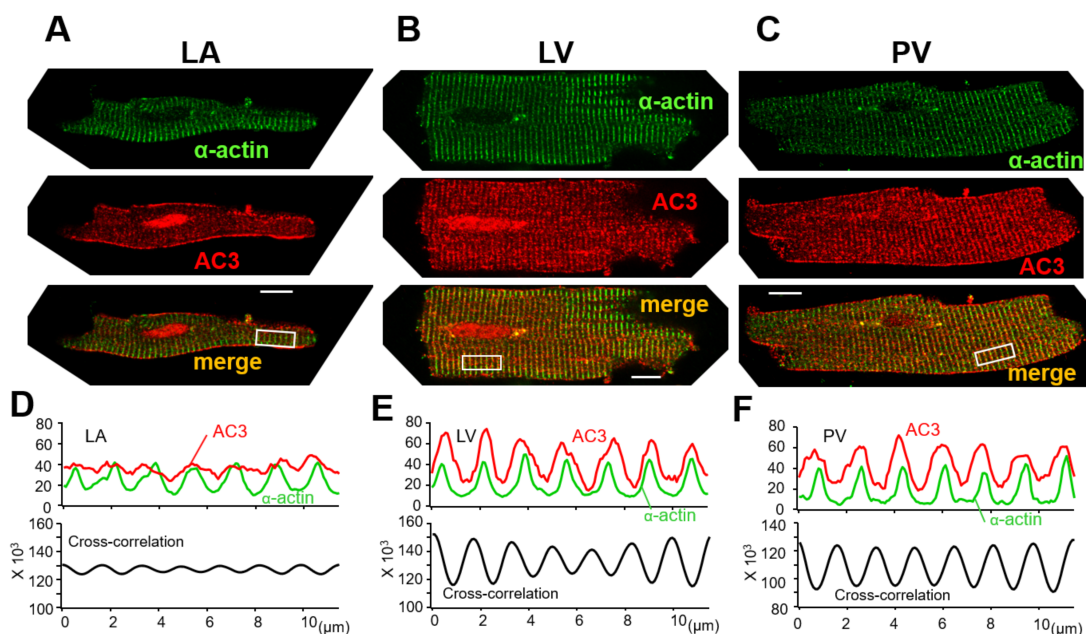 A
B
C
LA
LV
PV
α-actin
α-actin
α-actin
AC3
AC3
AC3
merge
merge
merge
D
E
F
80
60
40
20
0
LA
AC3
α-actin
80
60
40
20
0
LV
AC3
α-actin
80
60
40
20
0
PV
AC3
α-actin
X 10³
160
150
130
120
100
Cross-correlation
0 2 4 6 8 10 (µm)
160
140
120
100
Cross-correlation
0 2 4 6 8 10 (µm)
X 10³
140
120
100
80
Cross-correlation
0 2 4 6 8 10 (µm)